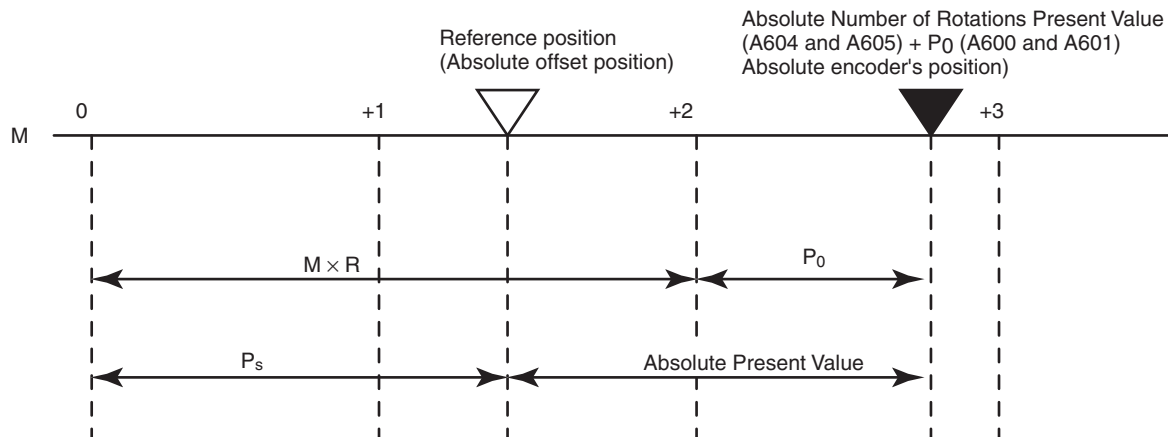 Absolute Number of Rotations Present Value
(A604 and A605) + P0 (A600 and A601)
Absolute encoder's position)
Reference position
(Absolute offset position)
0
+1
+2
+3
M
M × R
P0
Ps
Absolute Present Value